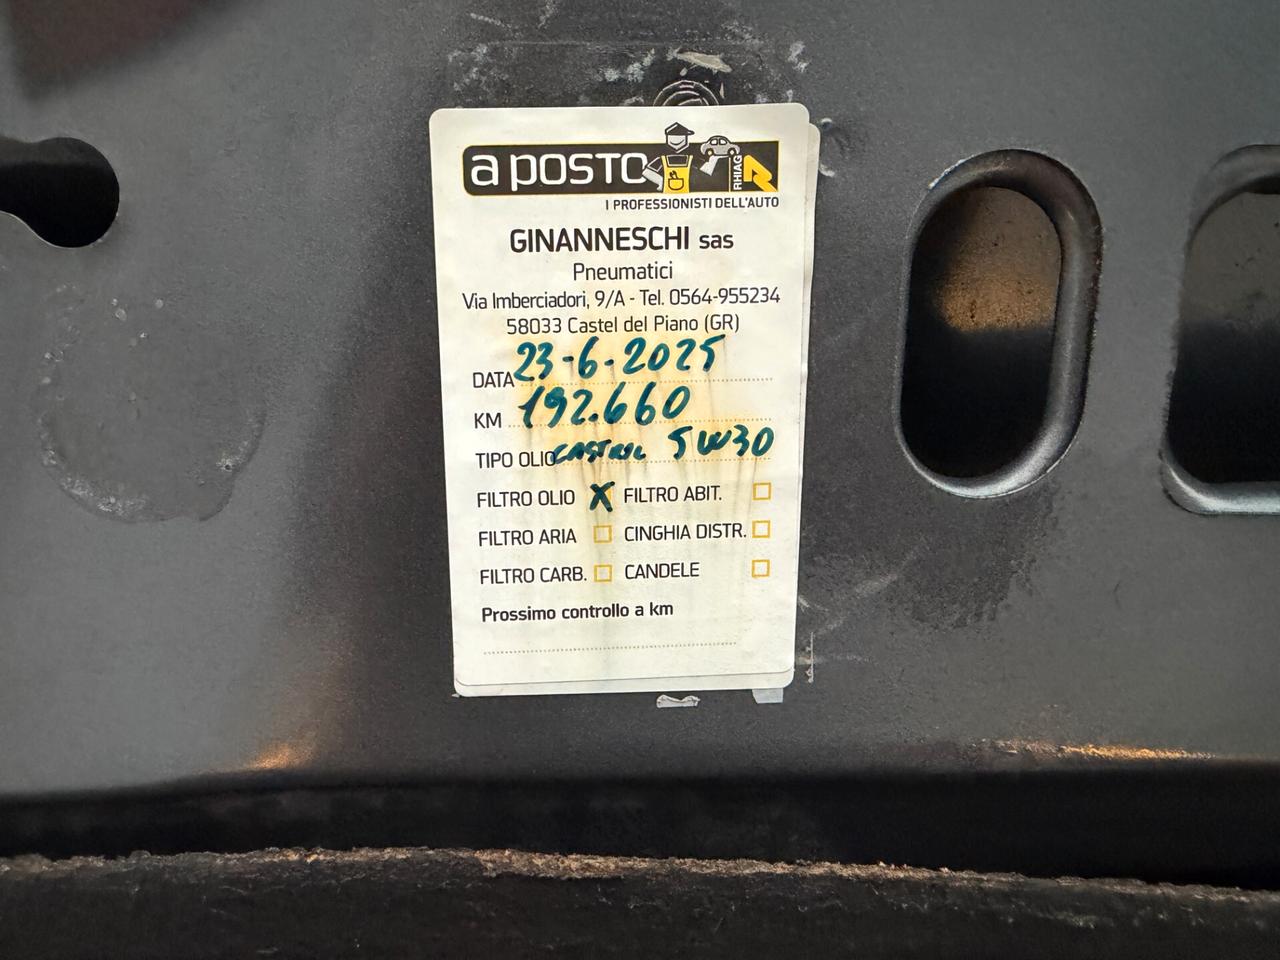 a posto
RHIAG
I PROFESSIONISTI DELL'AUTO
GINANNESCHI sas
Pneumatici
Via Imberciadori, 9/A - Tel. 0564-955234
58033 Castel del Piano (GR)
DATA 23-6-2025
KM 192.660
TIPO OLIO CASTROL 5W30
FILTRO OLIO X FILTRO ABIT.
FILTRO ARIA CINGHIA DISTR.
FILTRO CARB. CANDELE
Prossimo controllo a km